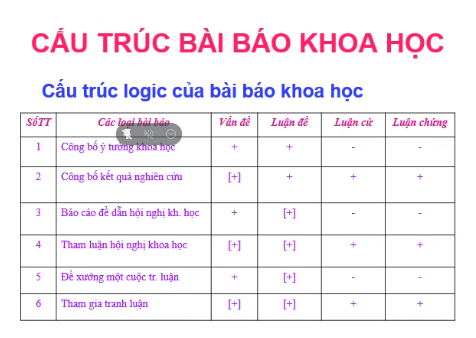 CẤU TRÚC BÀI BÁO KHOA HỌC
Cấu trúc logic của bài báo khoa học
SốTT Các loại bài báo Vấn đề Luận đề Luận cứ Luận chứng
1 Công bố ý tưởng khoa học + + - -
2 Công bố kết quả nghiên cứu [+] + + +
3 Báo cáo đề dẫn hội nghị kh. học + [+] - -
4 Tham luận hội nghị khoa học [+] [+] + +
5 Đề xướng một cuộc tr. luận + [+] - -
6 Tham gia tranh luận [+] [+] + +